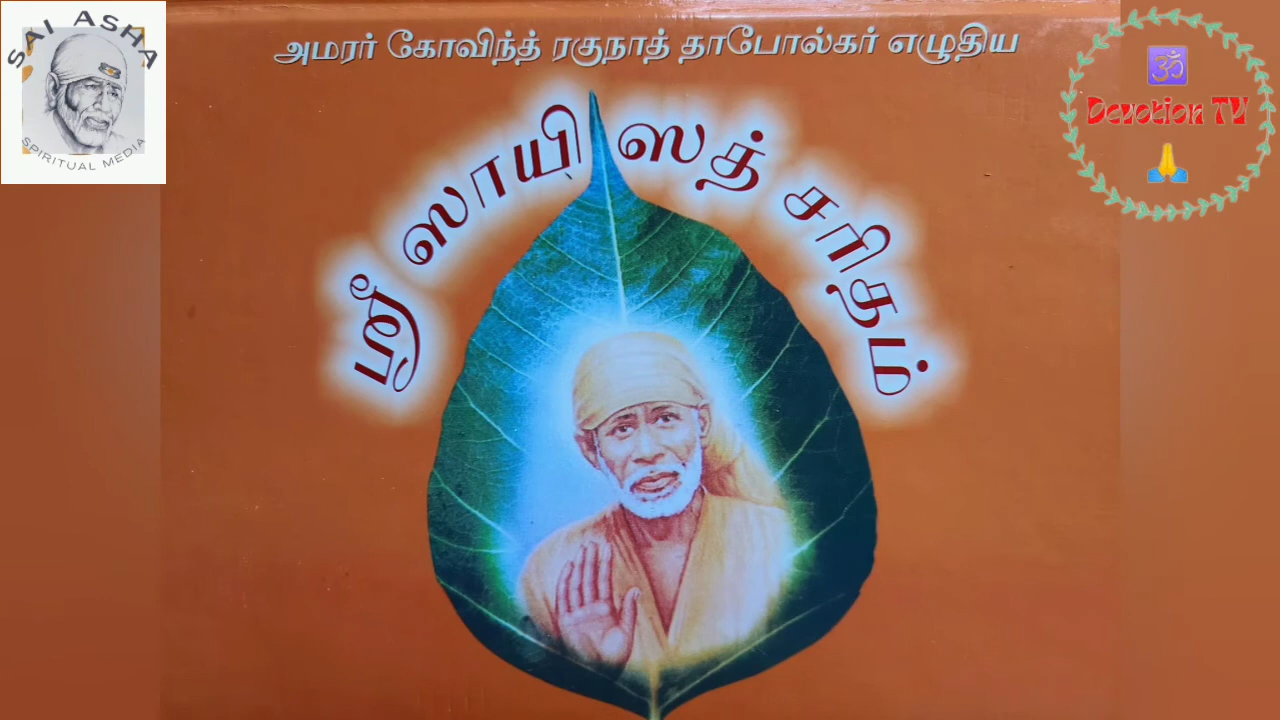 SAI ASHA
SPIRITUAL MEDIA
அமரர் கோவிந்த் ரகுநாத் தாபோல்கர் எழுதிய
ஸ்ரீ ஸாயி ஸத் சரிதம்
🕉
Devotion TV
🙏